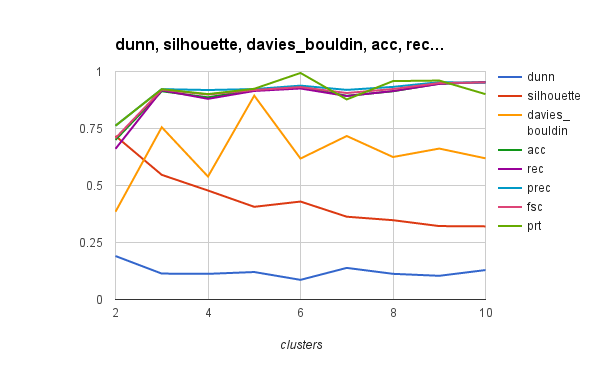 dunn, silhouette, davies_bouldin, acc, rec...
1
0.75
0.5
0.25
0
2
4
6
8
10
clusters
dunn
silhouette
davies_
bouldin
acc
rec
prec
fsc
prt